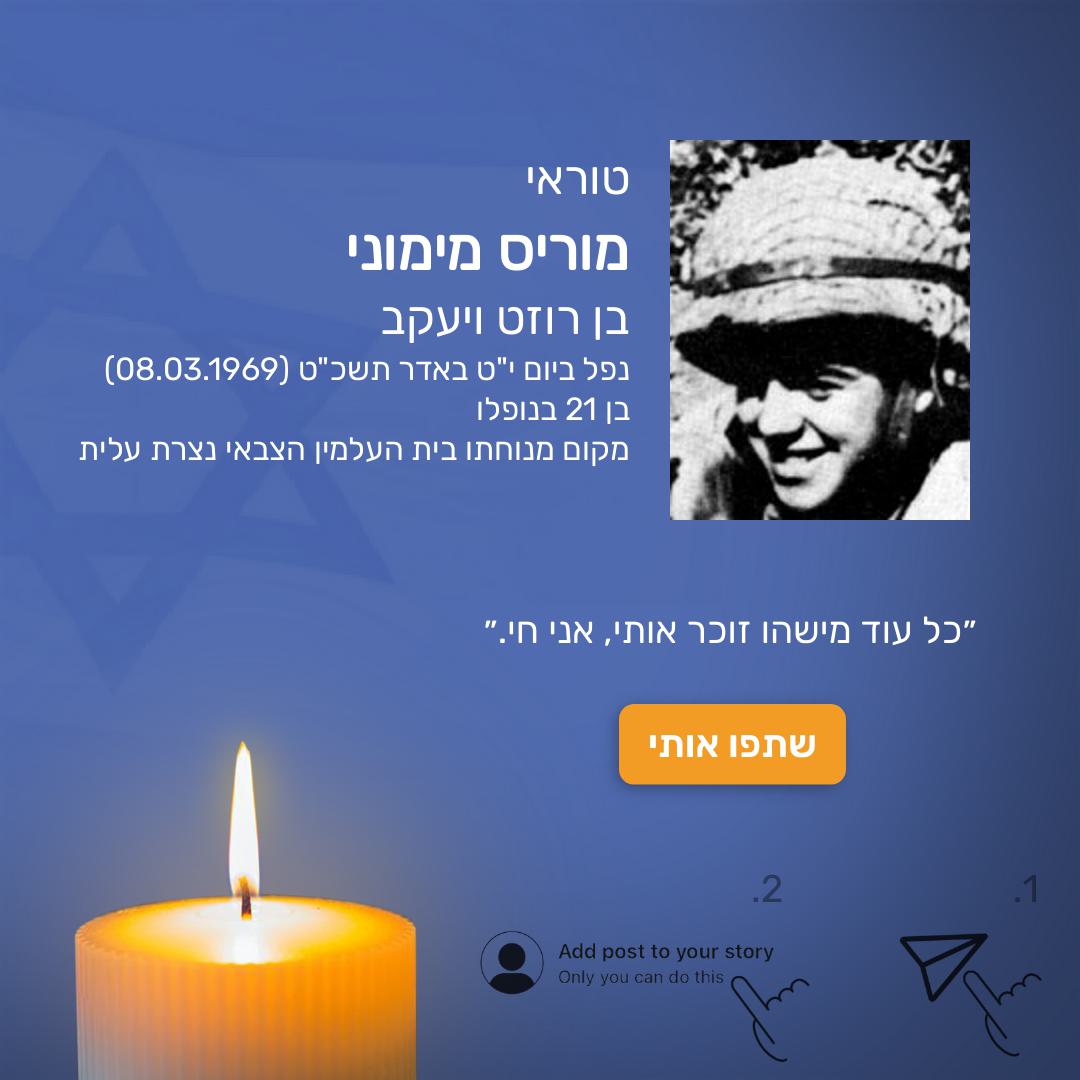 טוראי
מוריס מימוני
בן רוזט ויעקב
נפל ביום י"ט באדר תשכ"ט (08.03.1969)
בן 21 בנופלו
מקום מנוחתו בית העלמין הצבאי נצרת עלית
״כל עוד מישהו זוכר אותי, אני חי.״
שתפו אותי
1.
2.
Add post to your story
Only you can do this